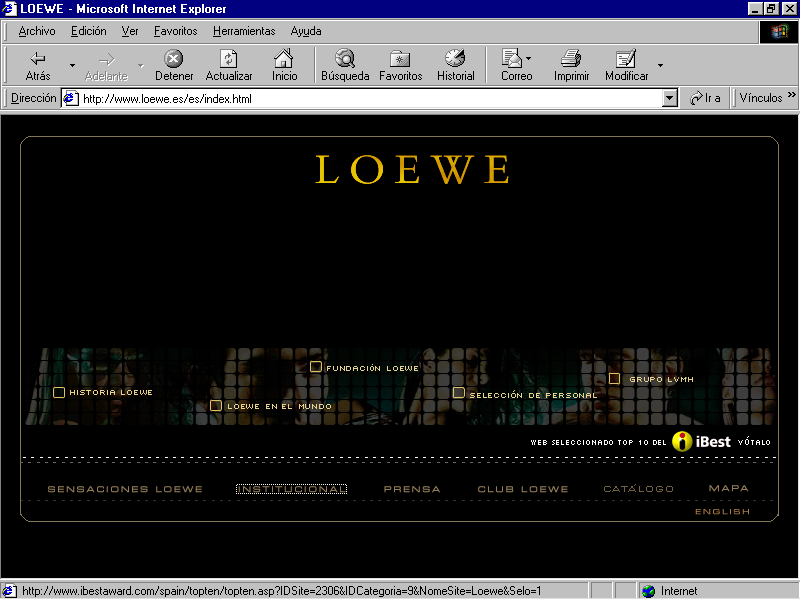 LOEWE - Microsoft Internet Explorer
Archivo Edición Ver Favoritos Herramientas Ayuda
Atrás Adelante Detener Actualizar Inicio Búsqueda Favoritos Historial Correo Imprimir Modificar
Dirección http://www.loewe.es/es/index.html Ir a Vínculos »
LOEWE
FUNDACIÓN LOEWE
GRUPO LVMH
HISTORIA LOEWE
SELECCIÓN DE PERSONAL
LOEWE EN EL MUNDO
WEB SELECCIONADO TOP 10 DEL iBest VÓTALO
SENSACIONES LOEWE INSTITUCIONAL PRENSA CLUB LOEWE CATÁLOGO MAPA
ENGLISH
http://www.ibestaward.com/spain/topten/topten.asp?IDSite=2306&IDCategoria=9&NomeSite=Loewe&Selo=1 Internet